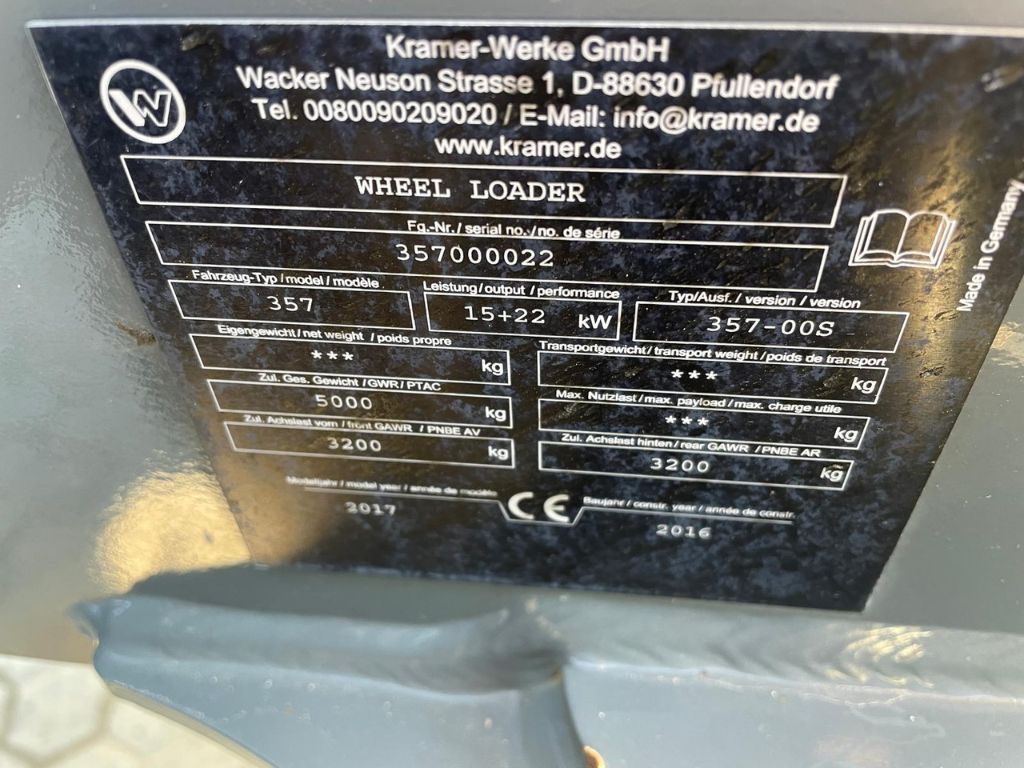 W
Kramer-Werke GmbH
Wacker Neuson Strasse 1, D-88630 Pfullendorf
Tel. 0080090209020 / E-Mail: info@kramer.de
www.kramer.de
WHEEL LOADER
Fg.-Nr./ serial no./no. de série
357000022
Made in Germany
Fahrzeug-Typ/model/modèle
357
Leistung/output/performance
15+22 kW
Typ/Ausf./version/version
357-00S
Eigengewicht/net weight/poids propre
*** kg
Transportgewicht/transport weight/poids de transport
*** kg
Zul. Ges. Gewicht/GWR/PTAC
5000 kg
Max. Nutzlast/max. payload/max. charge utile
*** kg
Zul. Achslast vorn/front GAWR/PNBE AV
3200 kg
Zul. Achslast hinten/rear GAWR/PNBE AR
3200 kg
Modelljahr/model year/année de modèle
2017
CE
Baujahr/constr. year/année de constr.
2016